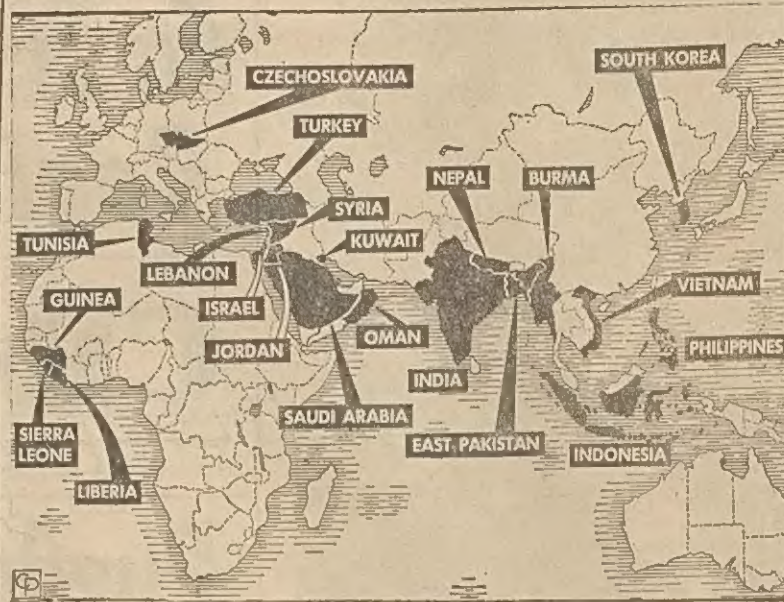 CZECHOSLOVAKIA
SOUTH KOREA
TURKEY
NEPAL
BURMA
SYRIA
TUNISIA
KUWAIT
LEBANON
VIETNAM
GUINEA
ISRAEL
OMAN
JORDAN
PHILIPPINES
INDIA
SAUDI ARABIA
SIERRA
LEONE
EAST PAKISTAN
INDONESIA
LIBERIA
CP